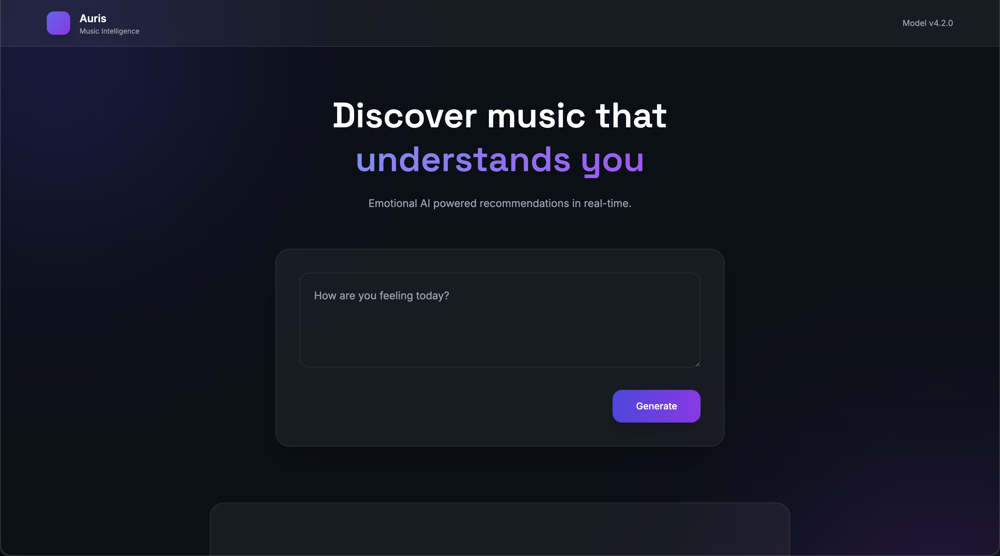 Auris
Music Intelligence
Model v4.2.0
Discover music that
understands you
Emotional AI powered recommendations in real-time.
How are you feeling today?
Generate